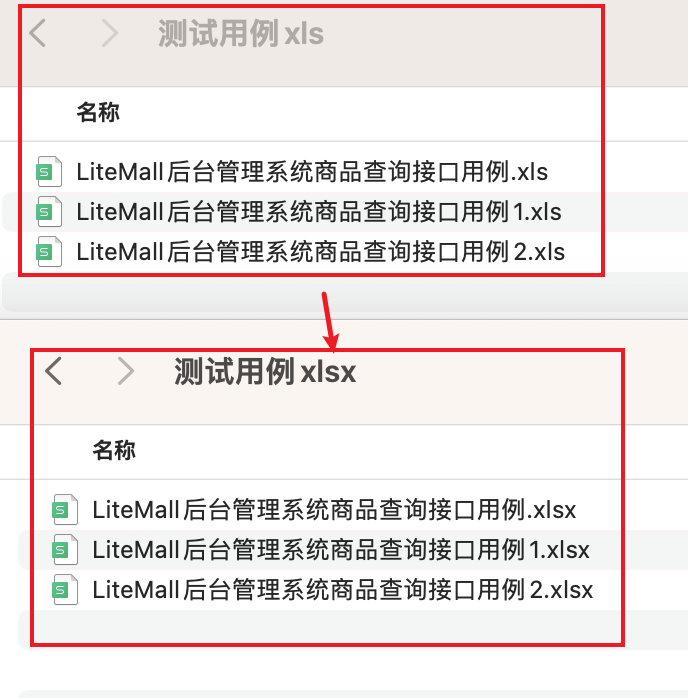 测试用例xls
名称
LiteMall后台管理系统商品查询接口用例.xls
LiteMall后台管理系统商品查询接口用例1.xls
LiteMall后台管理系统商品查询接口用例2.xls
测试用例xlsx
名称
LiteMall后台管理系统商品查询接口用例.xlsx
LiteMall后台管理系统商品查询接口用例1.xlsx
LiteMall后台管理系统商品查询接口用例2.xlsx